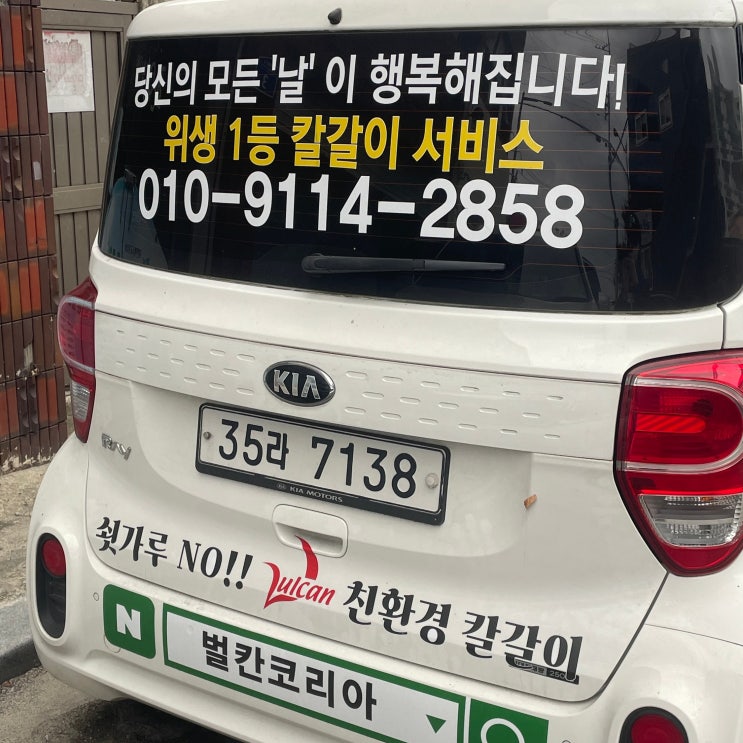 당신의 모든 '날' 이 행복해집니다!
위생 1등 칼갈이 서비스
010-9114-2858
KIA
35라 7138
KIA MOTORS
RAY
쇳가루 NO!! Vulcan 친환경 칼갈이
N 벌칸코리아